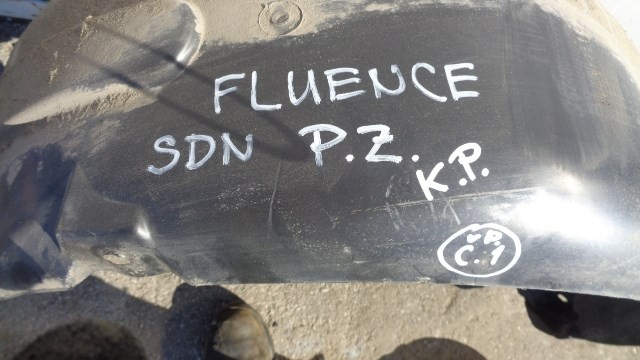 FLUENCE
SDN P.Z.
K.P.
C.1